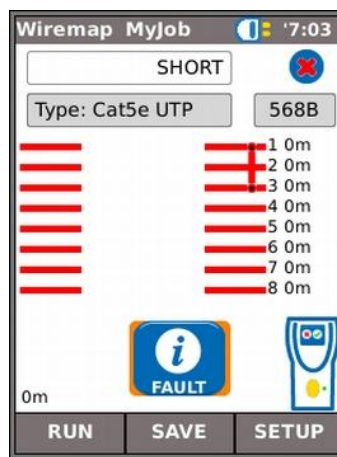 Wiremap MyJob '7:03
SHORT
Type: Cat5e UTP 568B
1 0m
2 0m
3 0m
4 0m
5 0m
6 0m
7 0m
8 0m
i
FAULT
0m
RUN SAVE SETUP